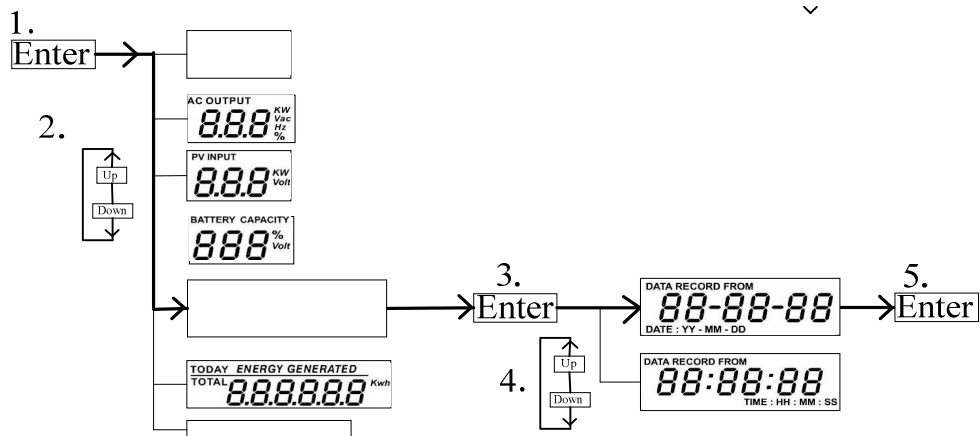 1.
Enter
2.
Up
Down
AC OUTPUT
8.8.8 KW
Vac
Hz
%
PV INPUT
8.8.8 KW
Volt
BATTERY CAPACITY
888 %
Volt
3.
Enter
4.
Up
Down
DATA RECORD FROM
88-88-88
DATE : YY - MM - DD
DATA RECORD FROM
88:88:88
TIME : HH : MM : SS
5.
Enter
TODAY ENERGY GENERATED
TOTAL 8.8.8.8.8.8 Kwh